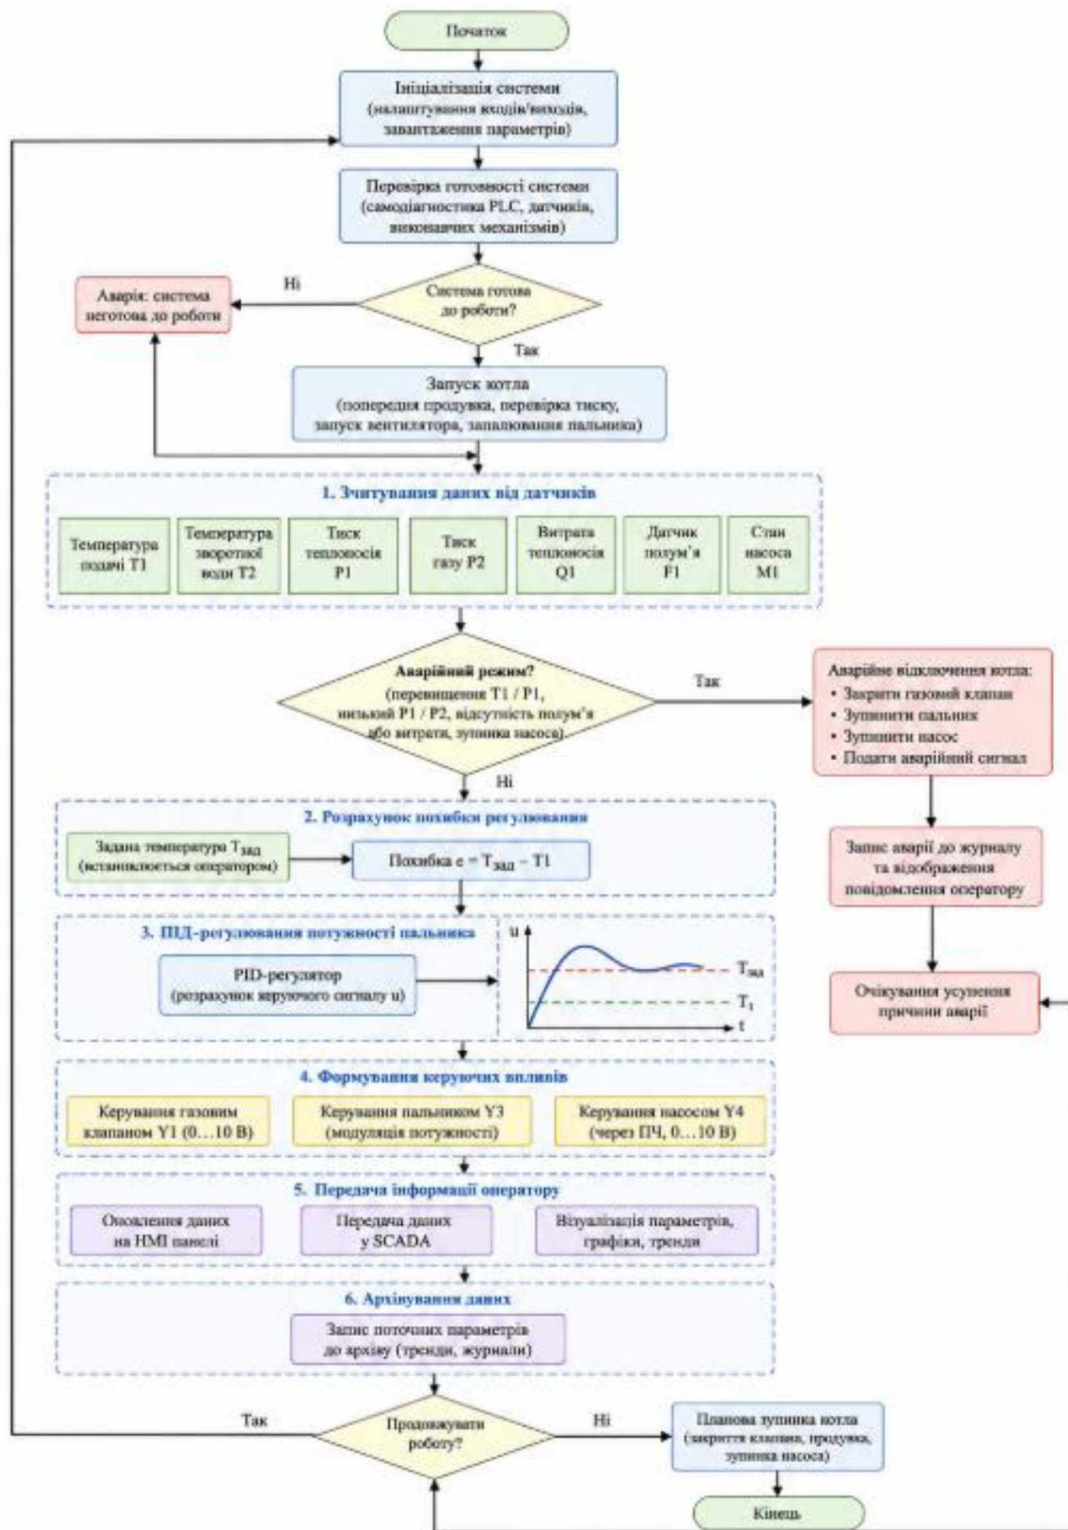 Початок
Ініціалізація системи
(налаштування входів/виходів,
завантаження параметрів)
Перевірка готовності системи
(самодіагностика PLC, датчиків,
виконавчих механізмів)
Система готова
до роботи?
Ні
Аварія: система
неготова до роботи
Так
Запуск котла
(попередня продувка, перевірка тиску,
запуск вентилятора, запалювання пальника)
1. Зчитування даних від датчиків
Температура
подачі T1
Температура
зворотної
води T2
Тиск
теплоносія
P1
Тиск
газу P2
Витрата
теплоносія
Q1
Датчик
полум’я
F1
Стан
насоса
M1
Аварійний режим?
(перевищення T1 / P1,
низький P1 / P2, відсутність полум’я
або витрати, зупинка насоса)
Так
Аварійне відключення котла:
• Закрити газовий клапан
• Зупинити пальник
• Зупинити насос
• Подати аварійний сигнал
Ні
2. Розрахунок похибки регулювання
Задана температура Tзад
(встановлюється оператором)
Похибка e = Tзад – T1
Запис аварії до журналу
та відображення
повідомлення оператору
3. ПІД-регулювання потужності пальника
PID-регулятор
(розрахунок керуючого сигналу u)
u
Tзад
T1
t
Очікування усунення
причини аварії
4. Формування керуючих впливів
Керування газовим
клапаном Y1 (0…10 В)
Керування пальником Y3
(модуляція потужності)
Керування насосом Y4
(через ПЧ, 0…10 В)
5. Передача інформації оператору
Оновлення даних
на HMI панелі
Передача даних
у SCADA
Візуалізація параметрів,
графіки, тренди
6. Архівування даних
Запис поточних параметрів
до архіву (тренди, журнали)
Продовжувати
роботу?
Так
Ні
Планова зупинка котла
(закриття клапана, продувка,
зупинка насоса)
Кінець